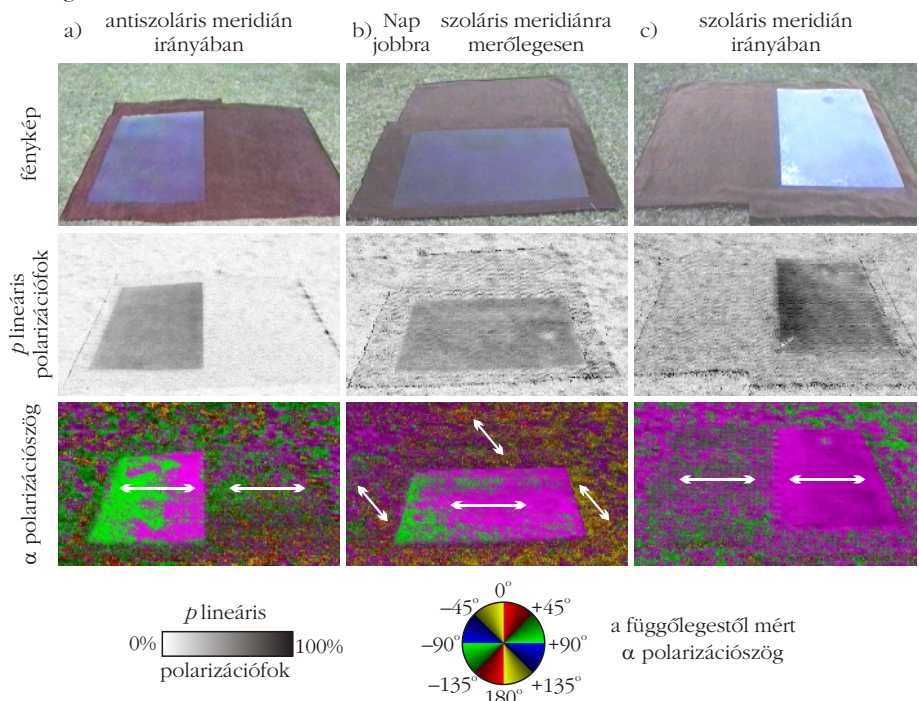 a) antiszoláris meridián
irányában
b) Nap
jobbra
szoláris meridiánra
merőlegesen
c) szoláris meridián
irányában
fénykép
p lineáris
polarizációfok
α polarizációszög
p lineáris
0% 100%
polarizációfok
0°
–45° +45°
–90° +90°
–135° +135°
180°
a függőlegestől mért
α polarizációszög